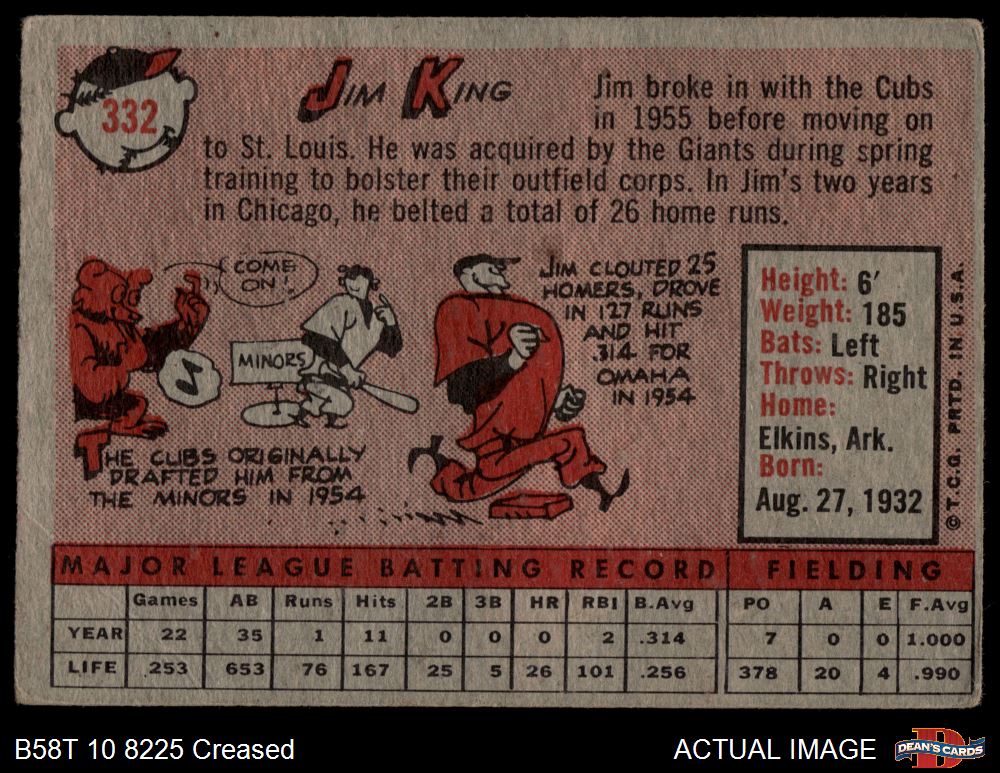 332
JIM KING
Jim broke in with the Cubs
in 1955 before moving on
to St. Louis. He was acquired by the Giants during spring
training to bolster their outfield corps. In Jim's two years
in Chicago, he belted a total of 26 home runs.
COME
ON!
MINORS
THE CUBS ORIGINALLY
DRAFTED HIM FROM
THE MINORS IN 1954
JIM CLOUTED 25
HOMERS, DROVE
IN 127 RUNS
AND HIT
.314 FOR
OMAHA
IN 1954
Height: 6'
Weight: 185
Bats: Left
Throws: Right
Home:
Elkins, Ark.
Born:
Aug. 27, 1932
© T.C.G. PRTD. IN U.S.A.
MAJOR LEAGUE BATTING RECORD FIELDING
Games AB Runs Hits 2B 3B HR RBI B.Avg PO A E F.Avg
YEAR 22 35 1 11 0 0 0 2 .314 7 0 0 1.000
LIFE 253 653 76 167 25 5 26 101 .256 378 20 4 .990
B58T 10 8225 Creased
ACTUAL IMAGE
D
DEAN'S CARDS